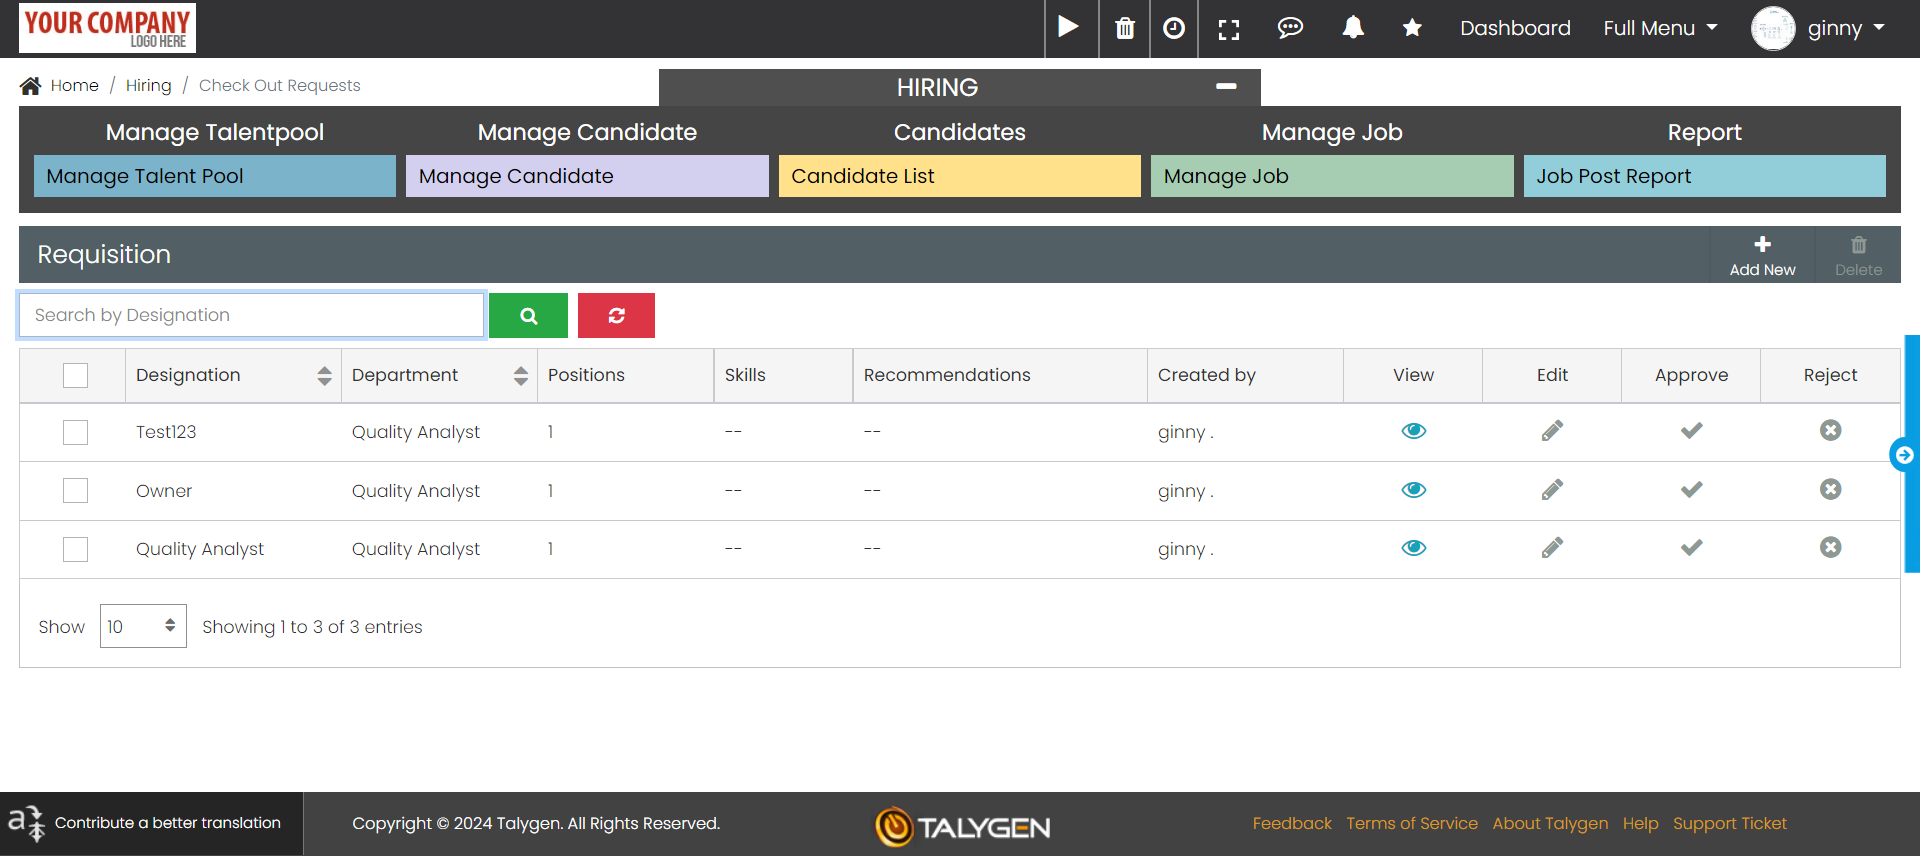 YOUR COMPANY
LOGO HERE
Dashboard
Full Menu
ginny
Home / Hiring / Check Out Requests
HIRING
Manage Talentpool
Manage Candidate
Candidates
Manage Job
Report
Manage Talent Pool
Manage Candidate
Candidate List
Manage Job
Job Post Report
Requisition
Add New
Delete
Search by Designation
Designation Department Positions Skills Recommendations Created by View Edit Approve Reject
Test123 Quality Analyst 1 -- -- ginny .
Owner Quality Analyst 1 -- -- ginny .
Quality Analyst Quality Analyst 1 -- -- ginny .
Show 10 Showing 1 to 3 of 3 entries
a
Contribute a better translation
Copyright © 2024 Talygen. All Rights Reserved.
TALYGEN
Feedback Terms of Service About Talygen Help Support Ticket